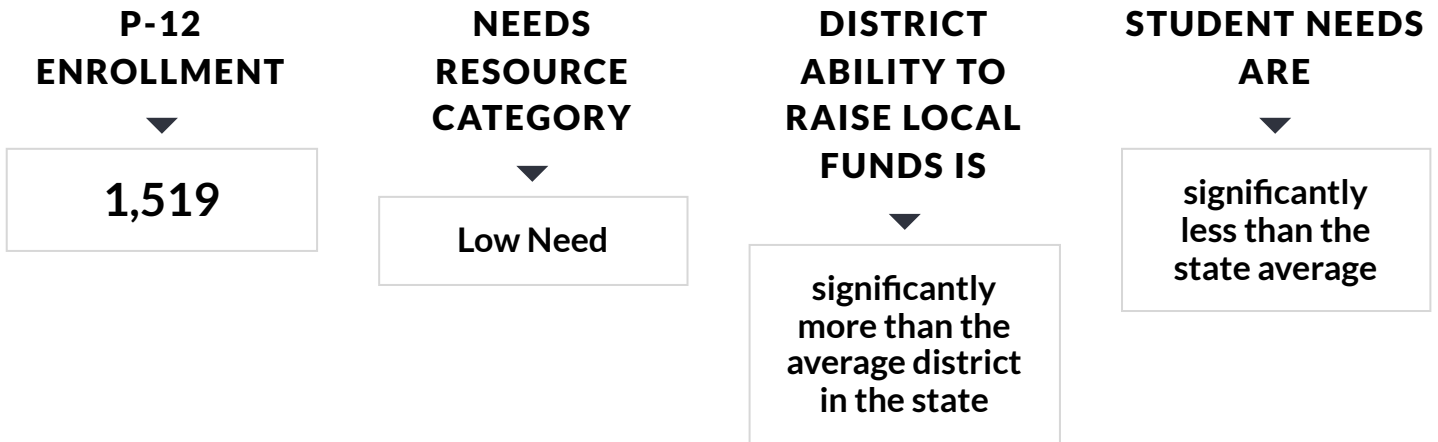 P-12
ENROLLMENT
1,519
NEEDS
RESOURCE
CATEGORY
Low Need
DISTRICT
ABILITY TO
RAISE LOCAL
FUNDS IS
significantly
more than the
average district
in the state
STUDENT NEEDS
ARE
significantly
less than the
state average